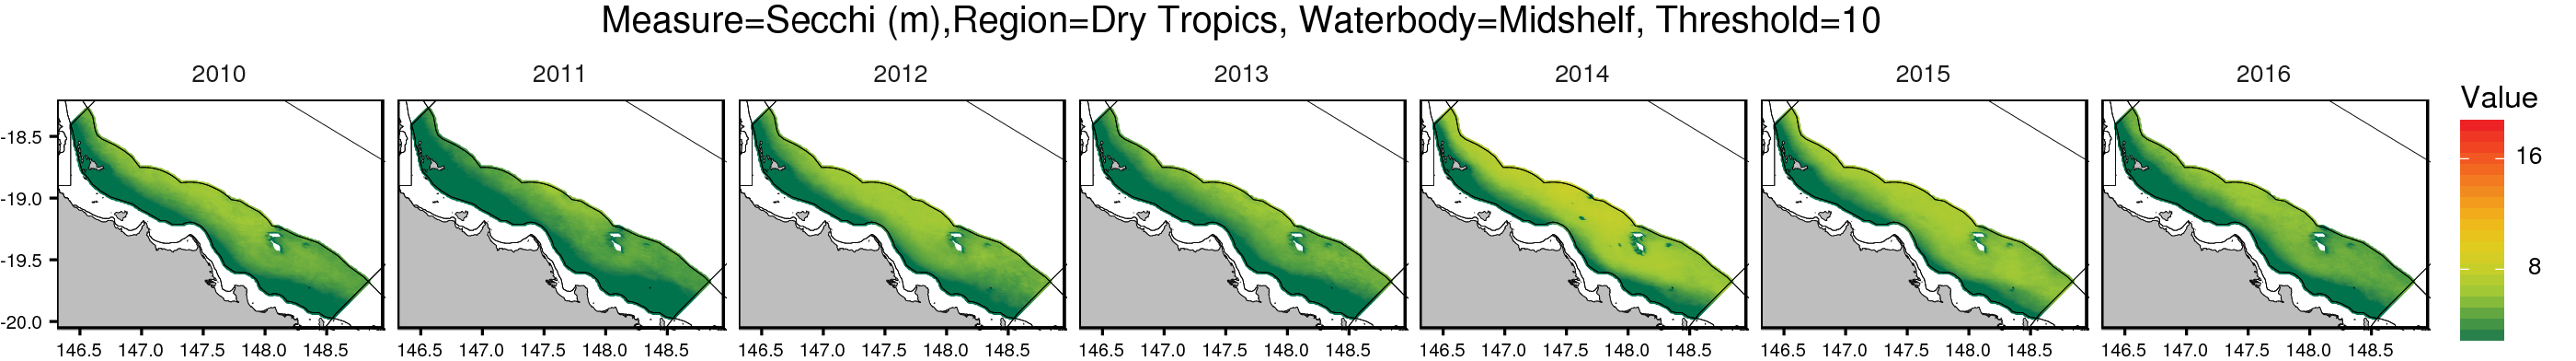 Measure=Secchi (m),Region=Dry Tropics, Waterbody=Midshelf, Threshold=10
2010 2011 2012 2013 2014 2015 2016
Value
16
8
-18.5
-19.0
-19.5
-20.0
146.5 147.0 147.5 148.0 148.5 146.5 147.0 147.5 148.0 148.5 146.5 147.0 147.5 148.0 148.5 146.5 147.0 147.5 148.0 148.5 146.5 147.0 147.5 148.0 148.5 146.5 147.0 147.5 148.0 148.5 146.5 147.0 147.5 148.0 148.5